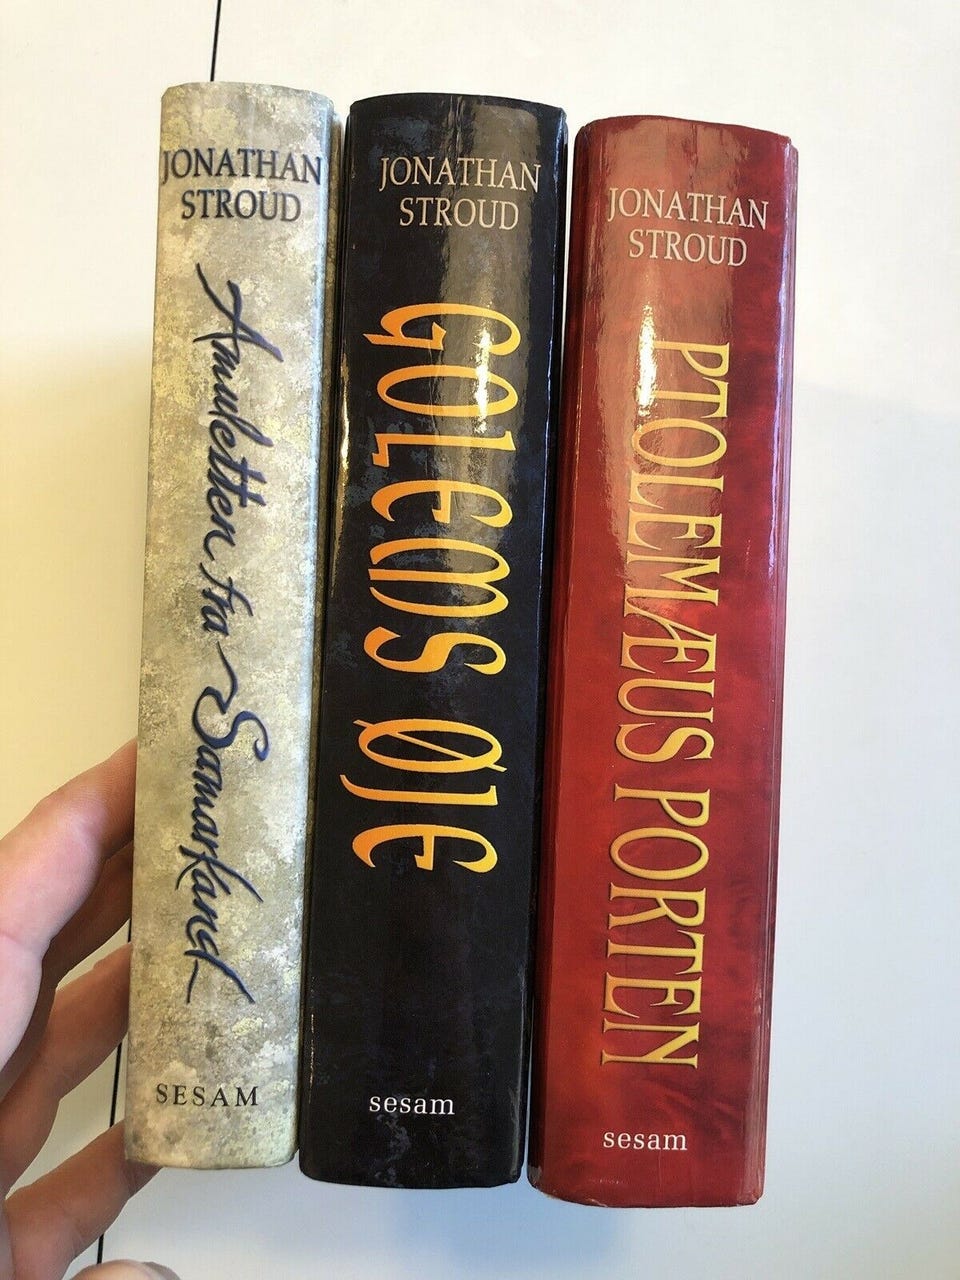 JONATHAN
STROUD
Amuletten fra Samarkand
SESAM
JONATHAN
STROUD
GOLEMS ØJE
sesam
JONATHAN
STROUD
PTOLEMÆUS PORTEN
sesam